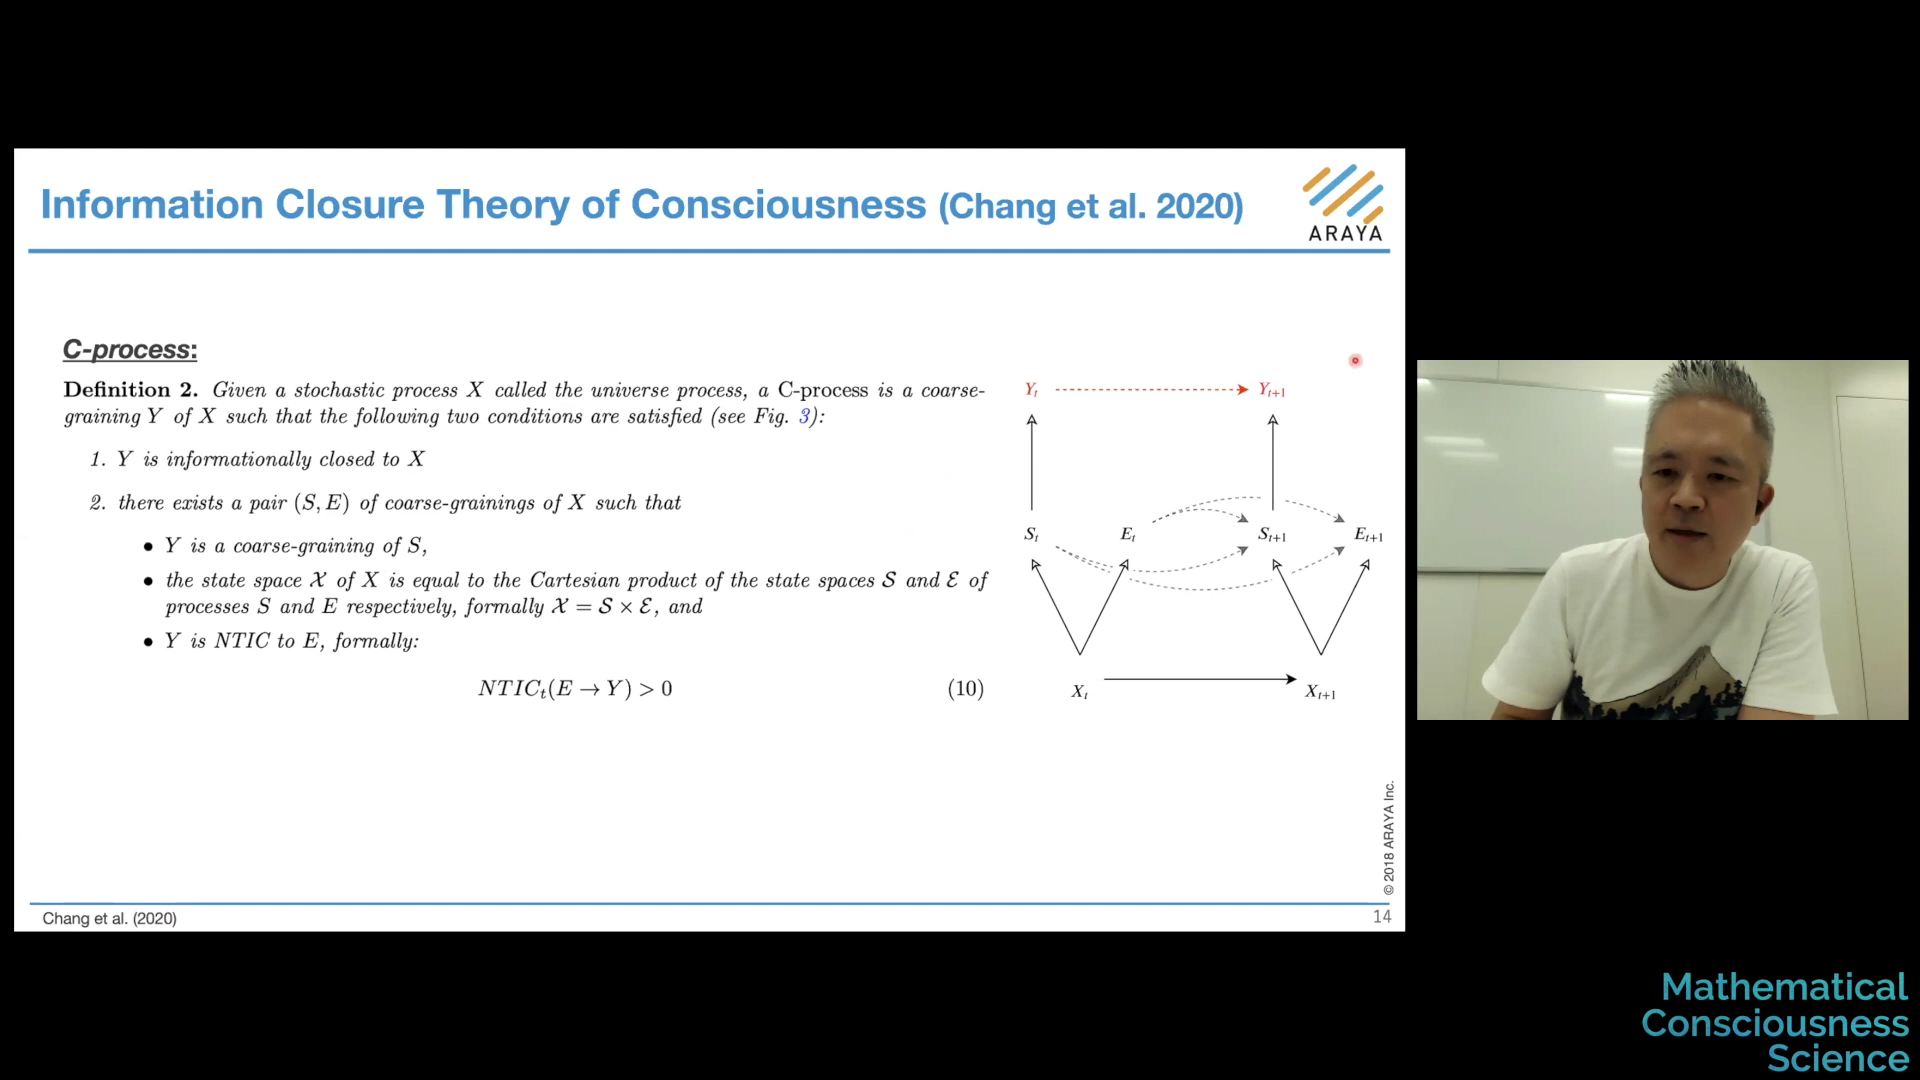 Information Closure Theory of Consciousness (Chang et al. 2020)
ARAYA
C-process:
Definition 2. Given a stochastic process X called the universe process, a C-process is a coarse-
graining Y of X such that the following two conditions are satisfied (see Fig. 3):
1. Y is informationally closed to X
2. there exists a pair (S, E) of coarse-grainings of X such that
• Y is a coarse-graining of S,
• the state space 𝒳 of X is equal to the Cartesian product of the state spaces 𝒮 and ℰ of
processes S and E respectively, formally 𝒳 = 𝒮 × ℰ, and
• Y is NTIC to E, formally:
NTIC_t(E → Y) > 0 (10)
Y_t Y_{t+1}
S_t E_t S_{t+1} E_{t+1}
X_t X_{t+1}
© 2018 ARAYA Inc.
Chang et al. (2020)
14
Mathematical
Consciousness
Science